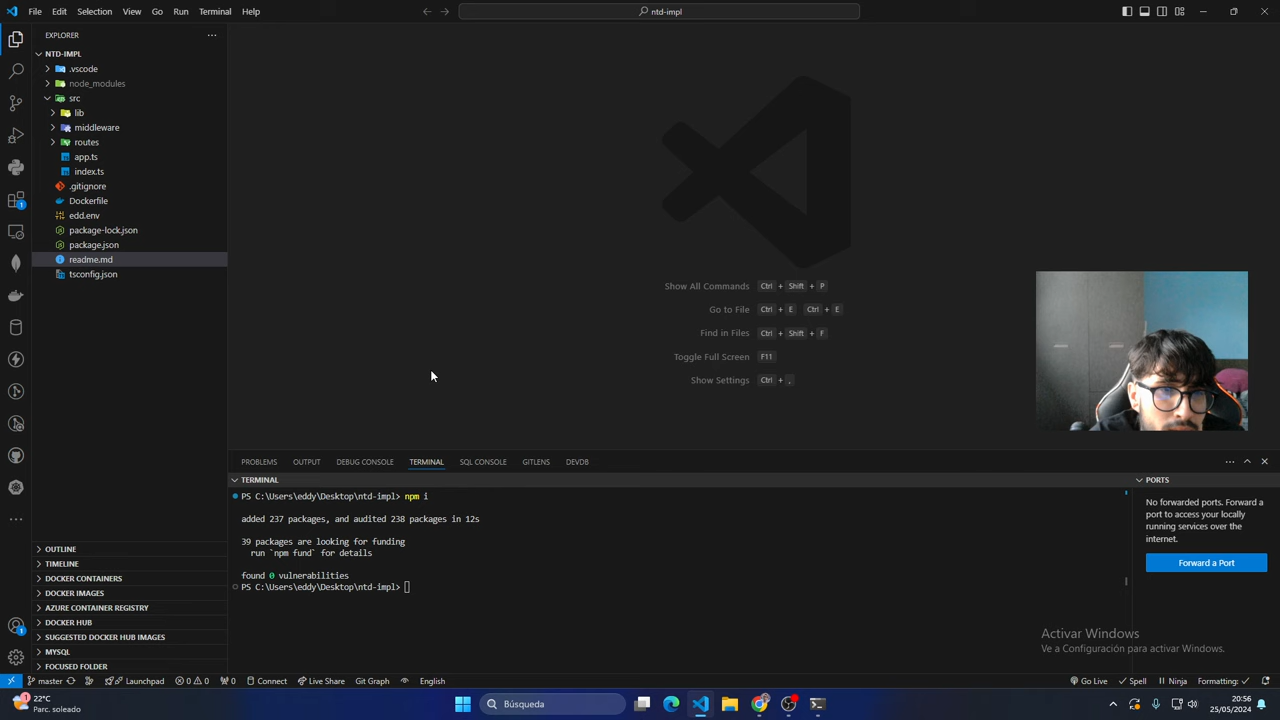 File Edit Selection View Go Run Terminal Help
ntd-impl
EXPLORER
NTD-IMPL
.vscode
node_modules
src
lib
middleware
routes
app.ts
index.ts
.gitignore
Dockerfile
edd.env
package-lock.json
package.json
readme.md
tsconfig.json
OUTLINE
TIMELINE
DOCKER CONTAINERS
DOCKER IMAGES
AZURE CONTAINER REGISTRY
DOCKER HUB
SUGGESTED DOCKER HUB IMAGES
MYSQL
FOCUSED FOLDER
1
1
Show All Commands Ctrl + Shift + P
Go to File Ctrl + E Ctrl + E
Find in Files Ctrl + Shift + F
Toggle Full Screen F11
Show Settings Ctrl + ,
PROBLEMS OUTPUT DEBUG CONSOLE TERMINAL SQL CONSOLE GITLENS DEVDB
TERMINAL
PS C:\Users\eddy\Desktop\ntd-impl> npm i
added 237 packages, and audited 238 packages in 12s
39 packages are looking for funding
run `npm fund` for details
found 0 vulnerabilities
PS C:\Users\eddy\Desktop\ntd-impl>
PORTS
No forwarded ports. Forward a
port to access your locally
running services over the
internet.
Forward a Port
Activar Windows
Ve a Configuración para activar Windows.
master Launchpad 0 0 0 Connect Live Share Git Graph English Go Live Spell Ninja Formatting: ✓
1
22°C
Parc. soleado
Búsqueda
20:56
25/05/2024